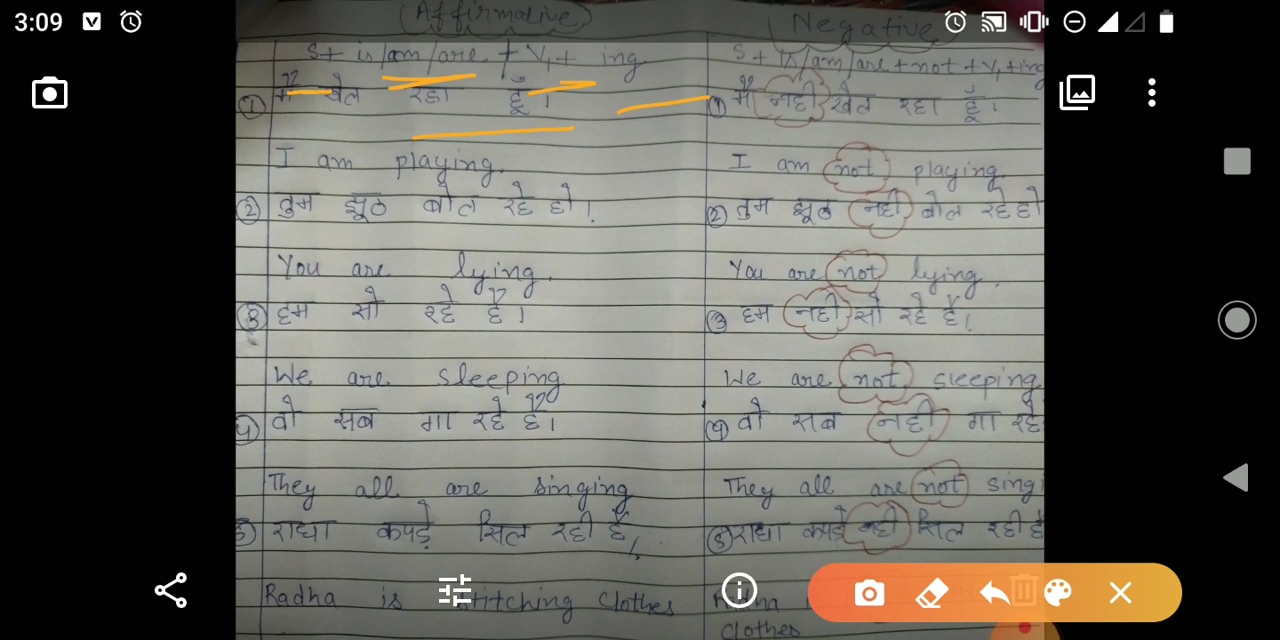 3:09
(Affirmative)
S+ is/am/are + V1+ ing
① मैं खेल रहा हूँ।
I am playing.
② तुम झूठ बोल रहे हो।
You are lying.
③ हम सो रहे हैं।
We are sleeping
④ वो सब गा रहे हैं।
They all are singing
⑤ राधा कपड़े सिल रही है।
Radha is stitching clothes
(Negative)
S+ is/am/are+not+V1+ing
① मैं नही खेल रहा हूँ।
I am not playing.
② तुम झूठ नही बोल रहे हो
You are not lying.
③ हम नही सो रहे हैं।
We are not sleeping
④ वो सब नही गा रहे
They all are not singi
⑤ राधा कपड़े नही सिल रही है
clothes